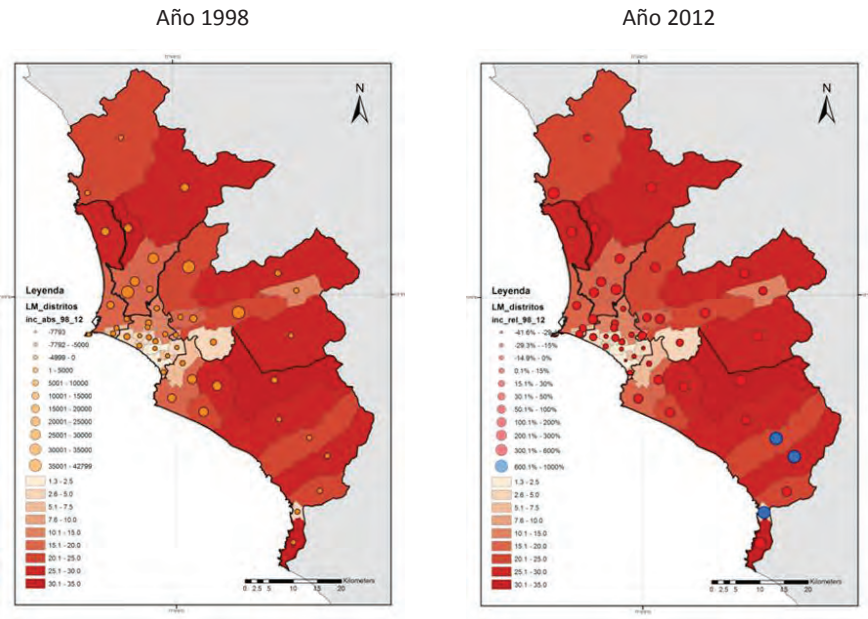 Año 1998
Año 2012
N
Leyenda
LM_distritos
inc_abs_98_12
-7793
-7792 - -5000
-4999 - 0
1 - 5000
5001 - 10000
10001 - 15000
15001 - 20000
20001 - 25000
25001 - 30000
30001 - 35000
35001 - 42799
1.3 - 2.5
2.6 - 5.0
5.1 - 7.5
7.6 - 10.0
10.1 - 15.0
15.1 - 20.0
20.1 - 25.0
25.1 - 30.0
30.1 - 35.0
Kilometers
0 2.5 5 10 15 20
N
Leyenda
LM_distritos
inc_rel_98_12
-29.3% - -15%
-14.9% - 0%
0.1% - 15%
15.1% - 30%
30.1% - 50%
50.1% - 100%
100.1% - 200%
200.1% - 300%
300.1% - 600%
600.1% - 1000%
1.3 - 2.5
2.6 - 5.0
5.1 - 7.5
7.6 - 10.0
10.1 - 15.0
15.1 - 20.0
20.1 - 25.0
25.1 - 30.0
30.1 - 35.0
Kilometers
0 2.5 5 10 15 20